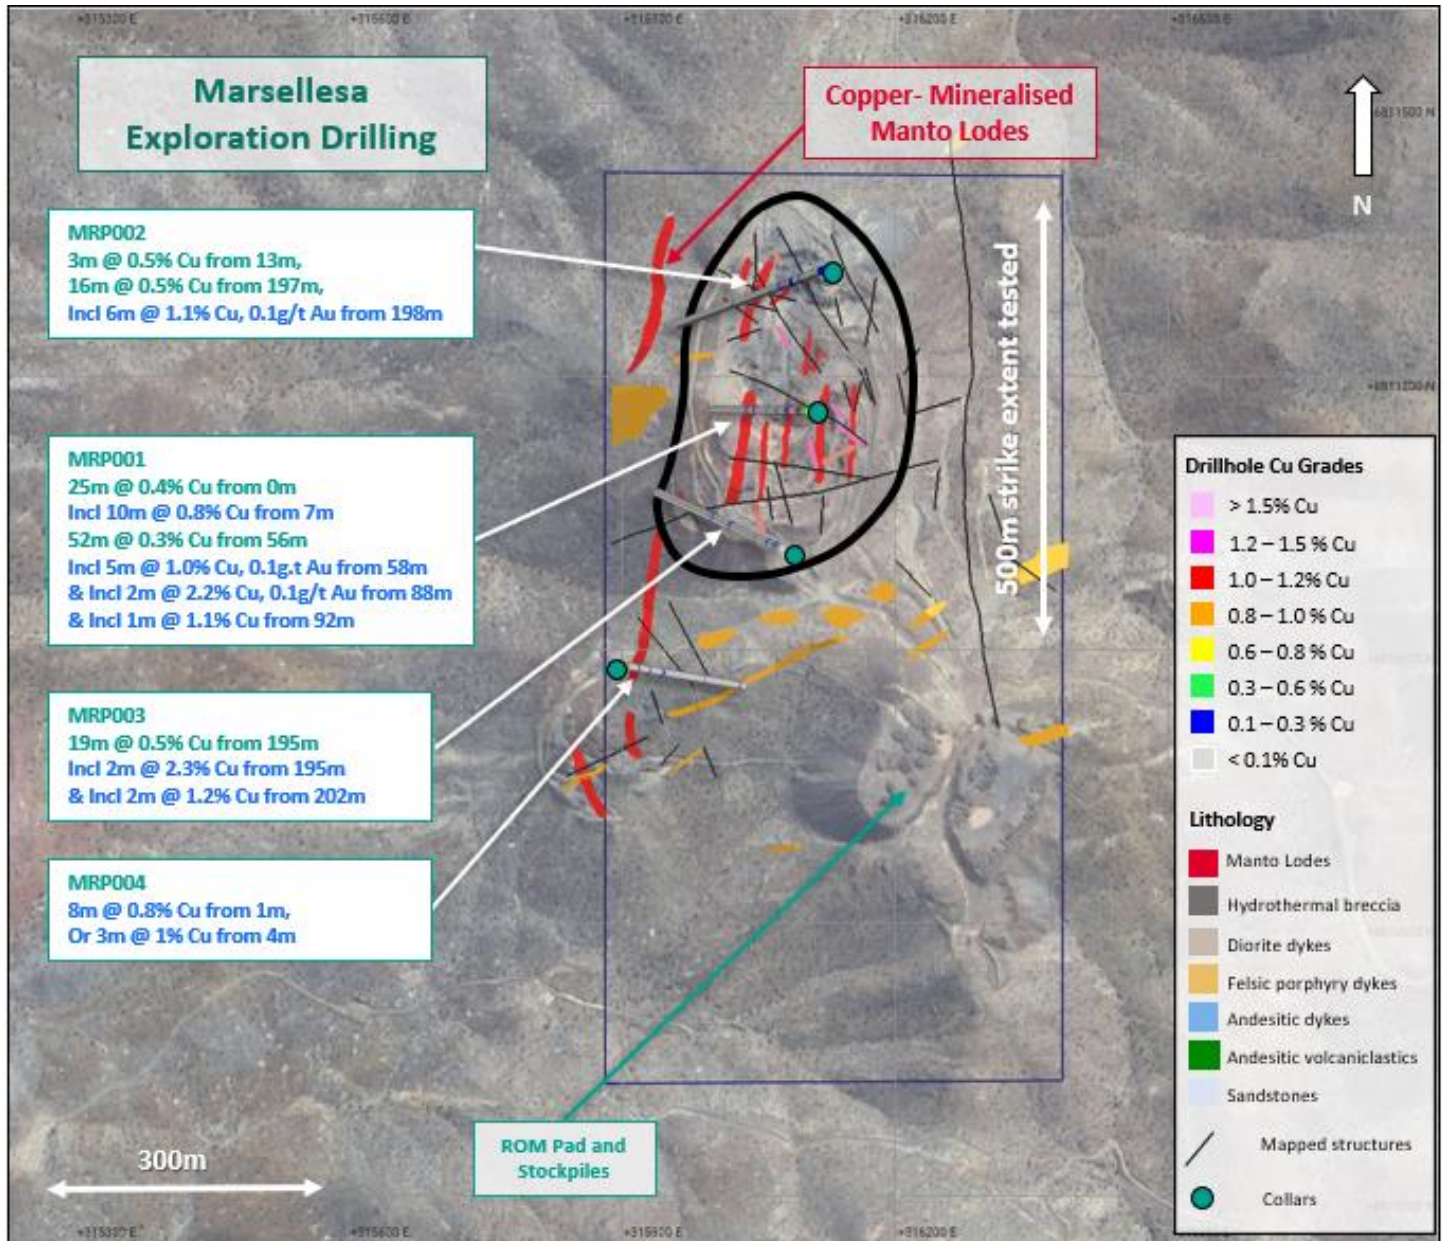 +315300 E
+315600 E
+316200 E
Marsellesa
Exploration Drilling
Copper- Mineralised
Manto Lodes
N
MRP002
3m @ 0.5% Cu from 13m,
16m @ 0.5% Cu from 197m,
Incl 6m @ 1.1% Cu, 0.1g/t Au from 198m
500m strike extent tested
MRP001
25m @ 0.4% Cu from 0m
Incl 10m @ 0.8% Cu from 7m
52m @ 0.3% Cu from 56m
Incl 5m @ 1.0% Cu, 0.1g.t Au from 58m
& Incl 2m @ 2.2% Cu, 0.1g/t Au from 88m
& Incl 1m @ 1.1% Cu from 92m
MRP003
19m @ 0.5% Cu from 195m
Incl 2m @ 2.3% Cu from 195m
& Incl 2m @ 1.2% Cu from 202m
MRP004
8m @ 0.8% Cu from 1m,
Or 3m @ 1% Cu from 4m
Drillhole Cu Grades
> 1.5% Cu
1.2 – 1.5 % Cu
1.0 – 1.2% Cu
0.8 – 1.0 % Cu
0.6 – 0.8 % Cu
0.3 – 0.6 % Cu
0.1 – 0.3 % Cu
< 0.1% Cu
Lithology
Manto Lodes
Hydrothermal breccia
Diorite dykes
Felsic porphyry dykes
Andesitic dykes
Andesitic volcaniclastics
Sandstones
Mapped structures
Collars
ROM Pad and
Stockpiles
300m
+315300 E
+315600 E
+316200 E